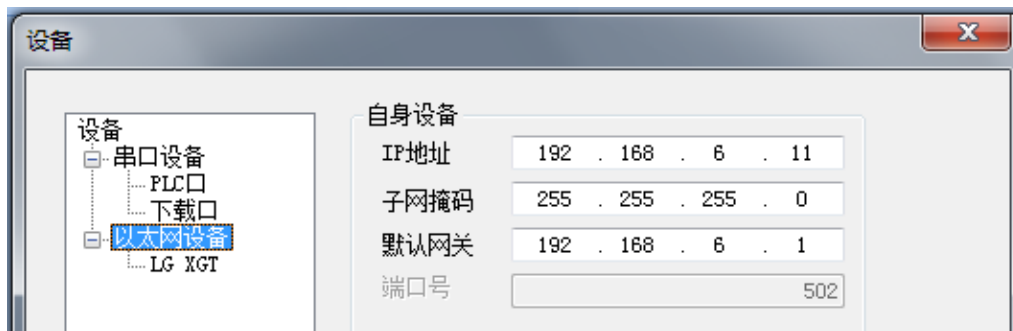 设备
设备
串口设备
PLC口
下载口
以太网设备
LG XGT
自身设备
IP地址 192 . 168 . 6 . 11
子网掩码 255 . 255 . 255 . 0
默认网关 192 . 168 . 6 . 1
端口号 502